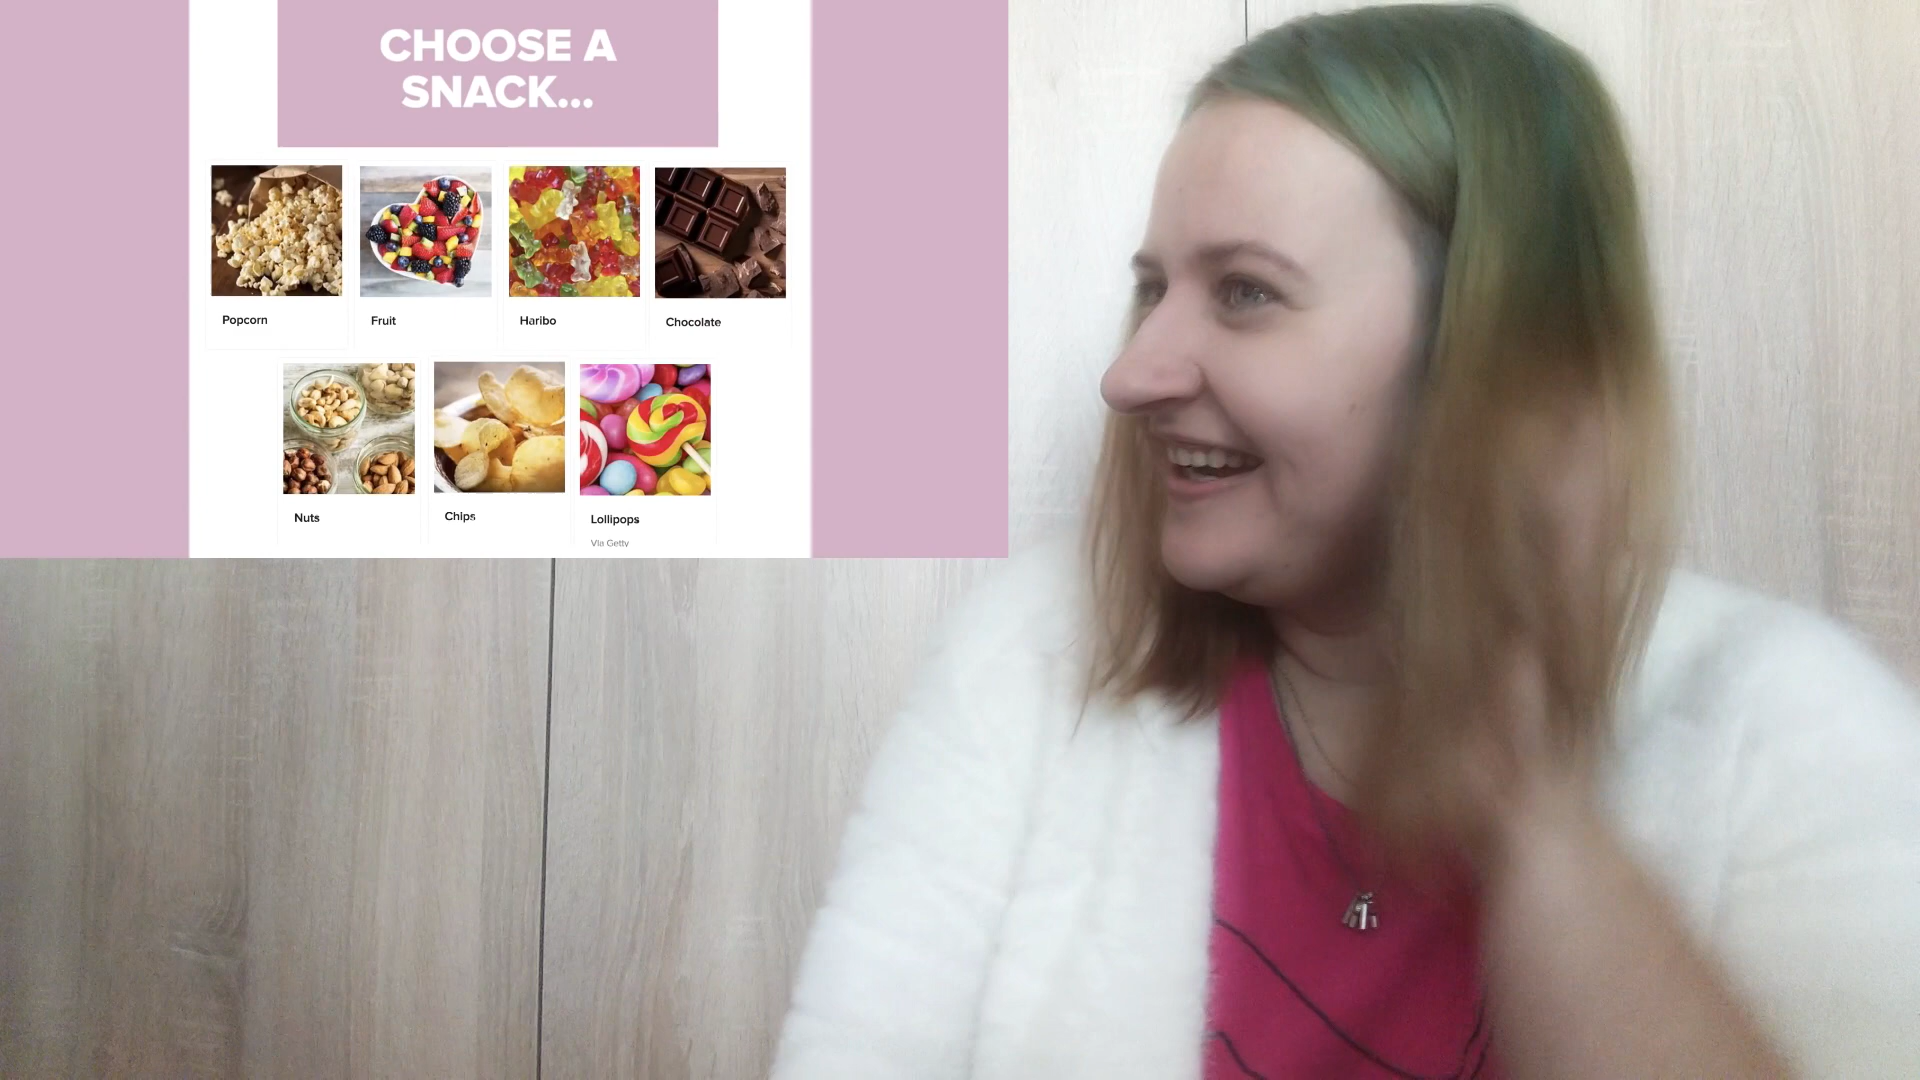 CHOOSE A
SNACK...
Popcorn
Fruit
Haribo
Chocolate
Nuts
Chips
Lollipops
Via Getty